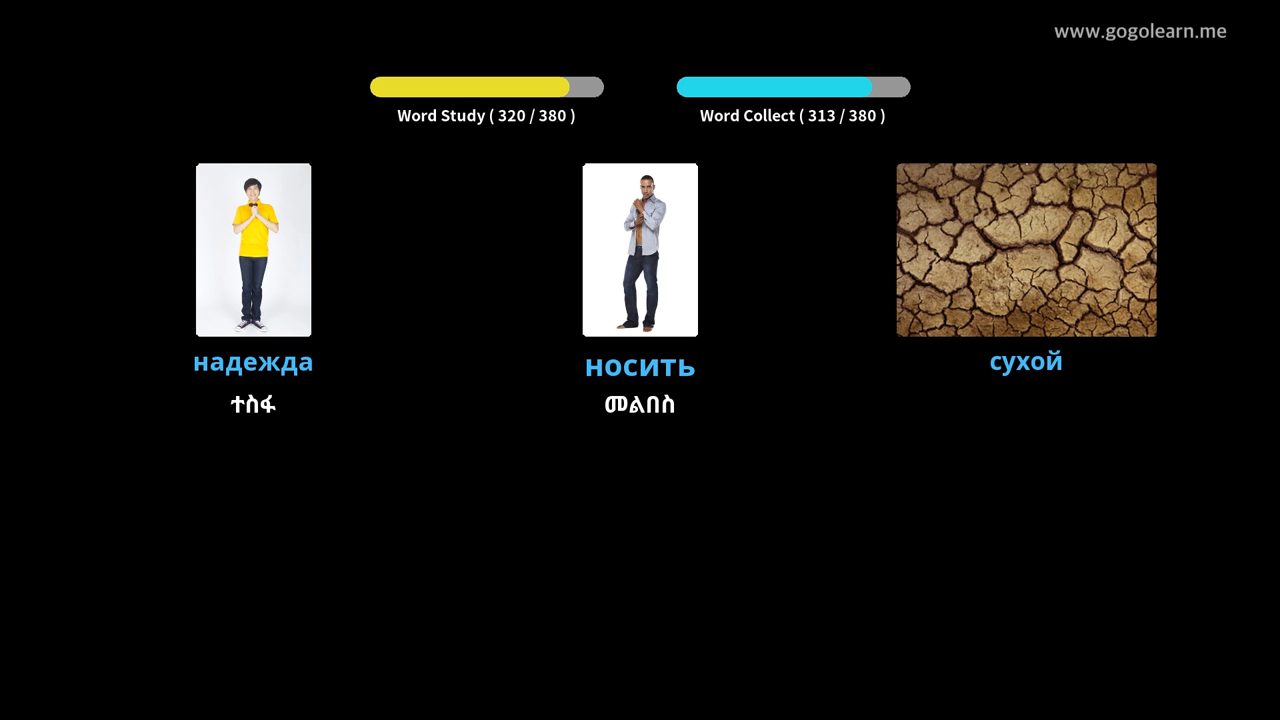 www.gogolearn.me
Word Study ( 320 / 380 )
Word Collect ( 313 / 380 )
надежда
носить
сухой
ተስፋ
መልበስ